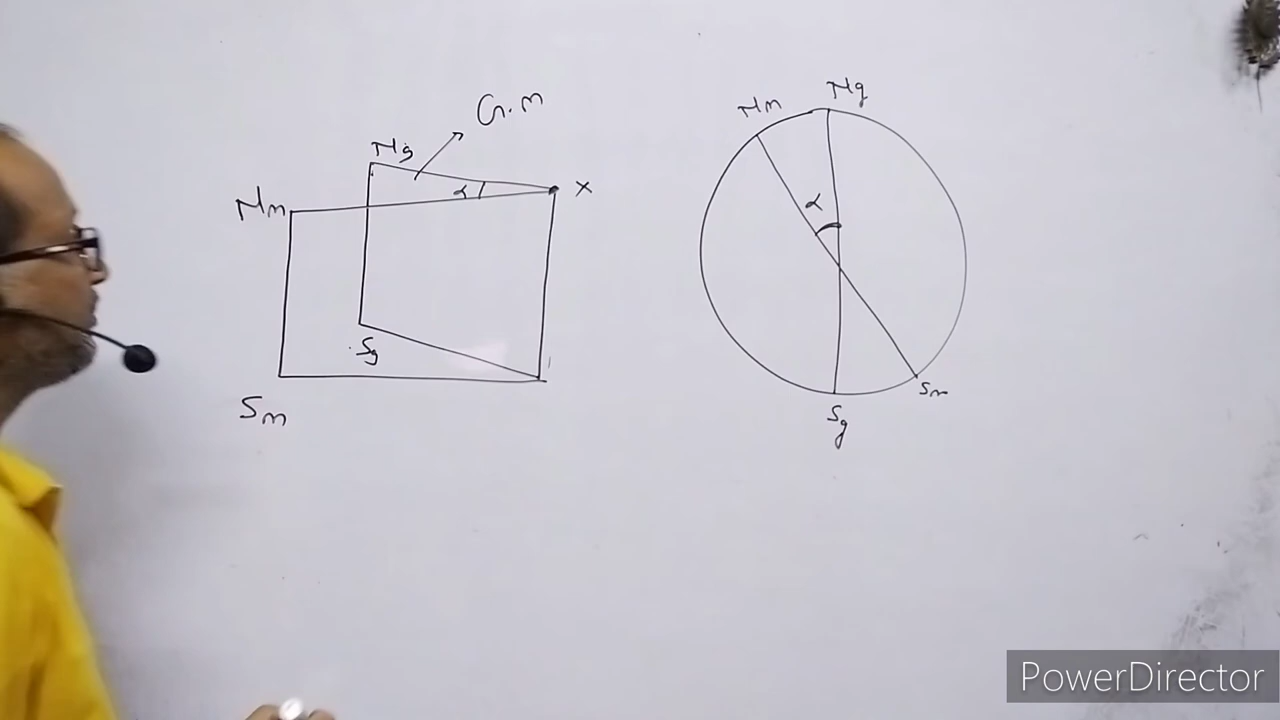 G.m
Ng
α
x
Nm
Sg
Sm
Nm
Ng
α
Sm
Sg
PowerDirector